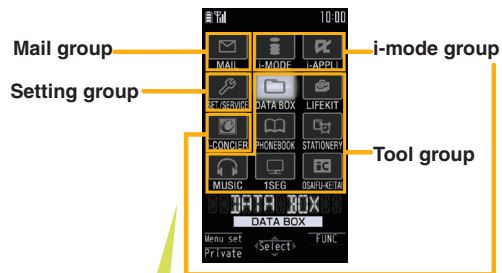 10:00
Mail group
i-mode group
MAIL i-MODE i-APPLI
Setting group
SET./SERVICE DATA BOX LIFEKIT
i-CONCIER PHONEBOOK STATIONERY
Tool group
MUSIC 1SEG OSAIFU-KEITAI
DATA BOX
DATA BOX
Menu set Select FUNC
Private